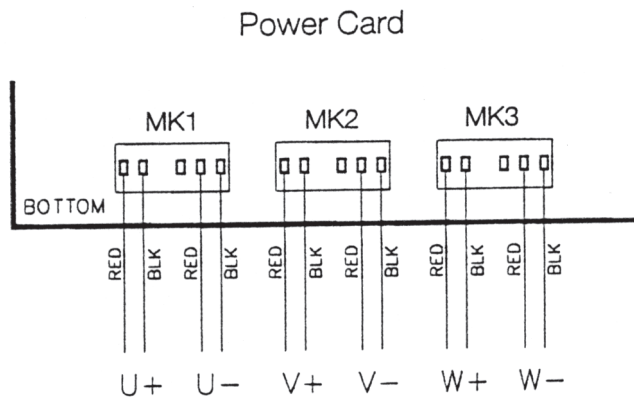 Power Card
MK1 MK2 MK3
BOTTOM
RED BLK RED BLK RED BLK RED BLK RED BLK RED BLK
U+ U- V+ V- W+ W-